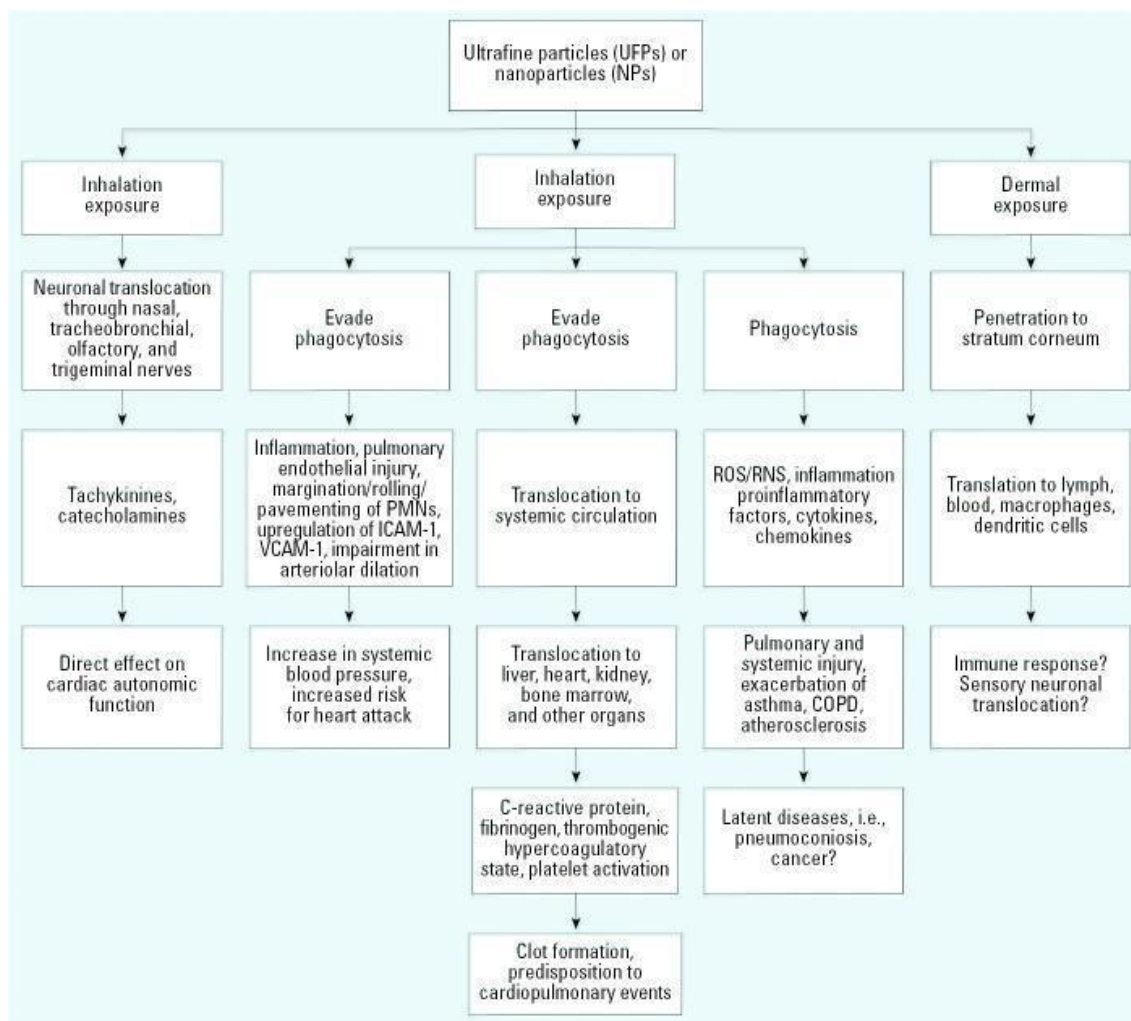 Ultrafine particles (UFPs) or
nanoparticles (NPs)
Inhalation
exposure
Inhalation
exposure
Dermal
exposure
Neuronal translocation
through nasal,
tracheobronchial,
olfactory, and
trigeminal nerves
Evade
phagocytosis
Evade
phagocytosis
Phagocytosis
Penetration to
stratum corneum
Tachykinines,
catecholamines
Inflammation, pulmonary
endothelial injury,
margination/rolling/
pavementing of PMNs,
upregulation of ICAM-1,
VCAM-1, impairment in
arteriolar dilation
Translocation to
systemic circulation
ROS/RNS, inflammation
proinflammatory
factors, cytokines,
chemokines
Translation to lymph,
blood, macrophages,
dendritic cells
Direct effect on
cardiac autonomic
function
Increase in systemic
blood pressure,
increased risk
for heart attack
Translocation to
liver, heart, kidney,
bone marrow,
and other organs
Pulmonary and
systemic injury,
exacerbation of
asthma, COPD,
atherosclerosis
Immune response?
Sensory neuronal
translocation?
C-reactive protein,
fibrinogen, thrombogenic
hypercoagulatory
state, platelet activation
Latent diseases, i.e.,
pneumoconiosis,
cancer?
Clot formation,
predisposition to
cardiopulmonary events